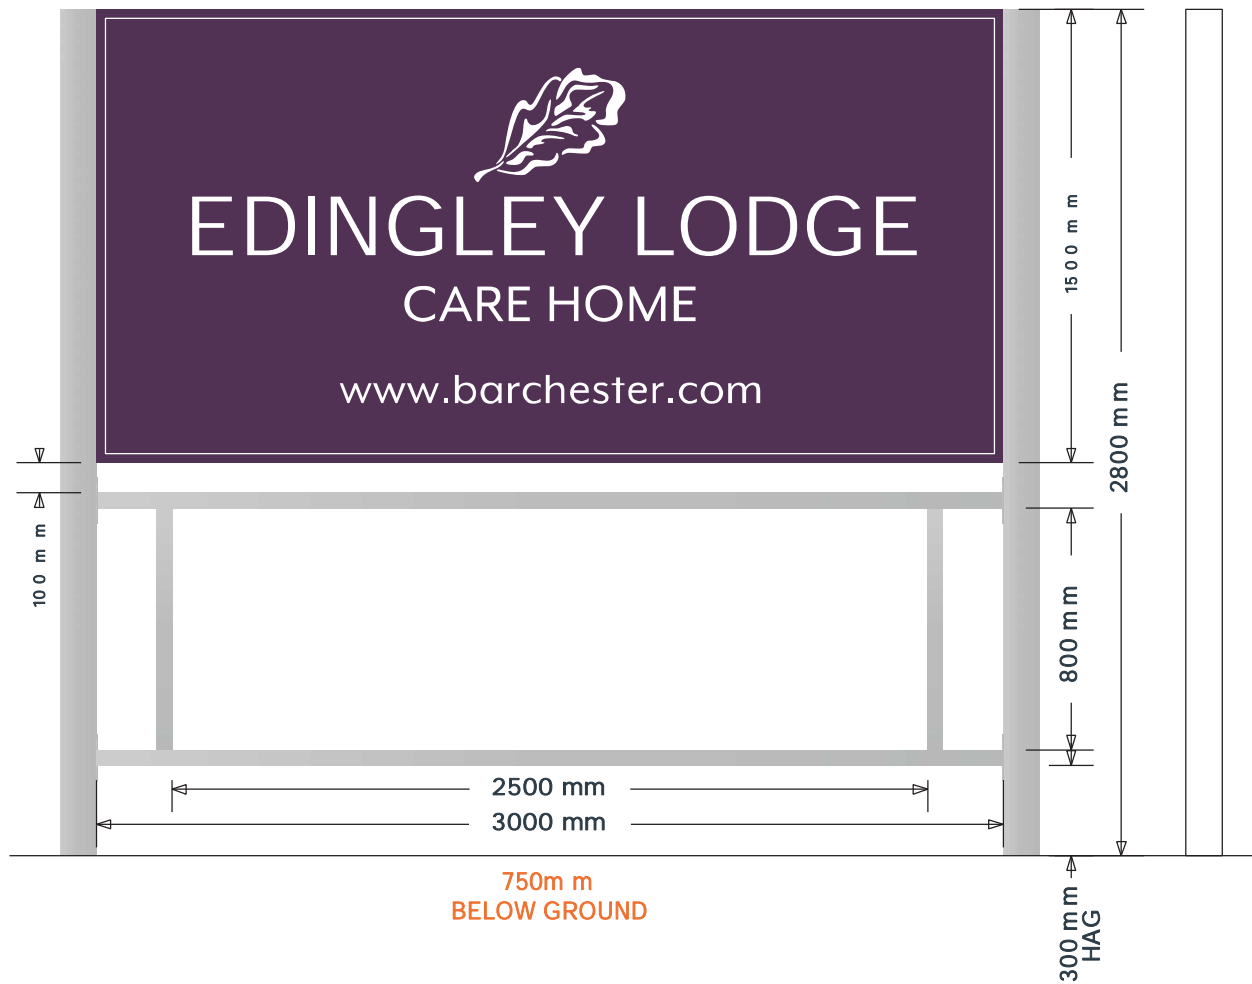 EDINGLEY LODGE
CARE HOME
www.barchester.com
1500 mm
2800 mm
100 mm
800 mm
2500 mm
3000 mm
750m m
BELOW GROUND
300 mm
HAG